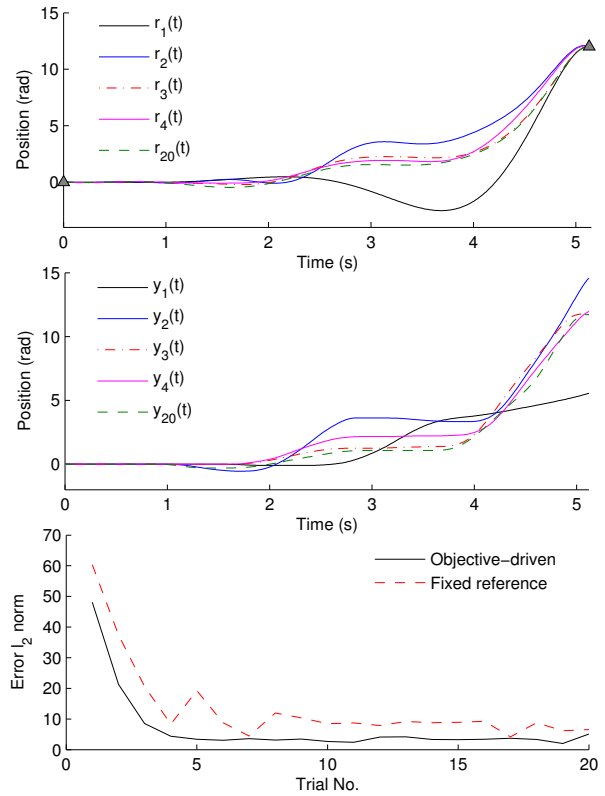 15
10
5
0
Position (rad)
r1(t)
r2(t)
r3(t)
r4(t)
r20(t)
0 1 2 3 4 5
Time (s)
15
10
5
0
Position (rad)
y1(t)
y2(t)
y3(t)
y4(t)
y20(t)
0 1 2 3 4 5
Time (s)
70
60
50
40
30
20
10
0
Error l2 norm
Objective−driven
Fixed reference
0 5 10 15 20
Trial No.